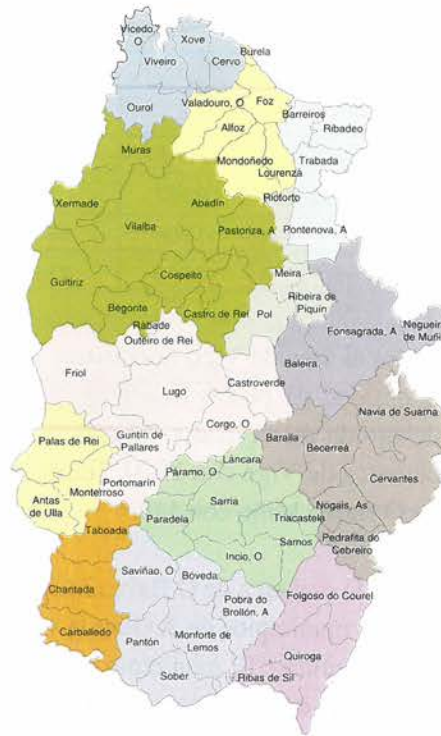 Vicedo,
O
Xove
Viveiro
Cervo
Burela
Ourol
Valadouro, O
Foz
Barreiros
Alfoz
Ribadeo
Muras
Mondoñedo
Trabada
Lourenzá
Xermade
Abadín
Riotorto
Vilalba
Pastoriza, A
Pontenova, A
Guitiriz
Cospeito
Meira
Ribeira de
Piquín
Begonte
Castro de Rei
Pol
Fonsagrada, A
Negueira
de Muñi
Rábade
Outeiro de Rei
Baleira
Friol
Lugo
Castroverde
Navia de Suarna
Palas de Rei
Guntín de
Pallares
Corgo, O
Baralla
Becerreá
Láncara
Cervantes
Antas
de Ulla
Monterroso
Portomarín
Páramo, O
Sarria
Nogais, As
Taboada
Paradela
Triacastela
Samos
Pedrafita do
Cebreiro
Incio, O
Saviñao, O
Bóveda
Chantada
Folgoso do Courel
Pobra do
Brollón, A
Carballedo
Pantón
Monforte de
Lemos
Quiroga
Sober
Ribas de Sil